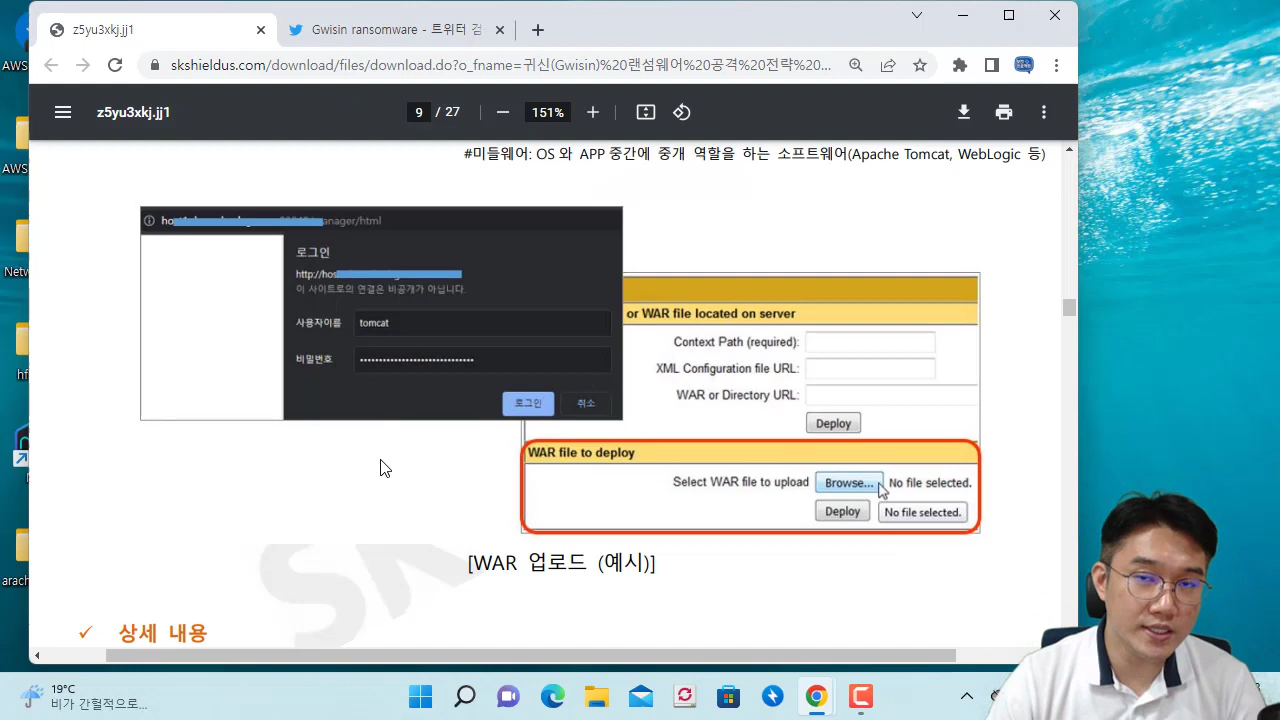 z5yu3xkj.jj1
Gwisin ransomware - 트위터 검
skshieldus.com/download/files/download.do?o_fname=귀신(Gwisin)%20랜섬웨어%20공격%20전략%20...
z5yu3xkj.jj1
9 / 27
151%
#미들웨어: OS 와 APP 중간에 중개 역할을 하는 소프트웨어(Apache Tomcat, WebLogic 등)
anager/html
로그인
http://hos
이 사이트로의 연결은 비공개가 아닙니다.
사용자이름
tomcat
비밀번호
로그인
취소
or WAR file located on server
Context Path (required):
XML Configuration file URL:
WAR or Directory URL:
Deploy
WAR file to deploy
Select WAR file to upload
Browse...
No file selected.
Deploy
No file selected.
[WAR 업로드 (예시)]
SK
✓ 상세 내용
AWS
AWS
Netw
hf
arach
19°C
비가 간헐적으로...